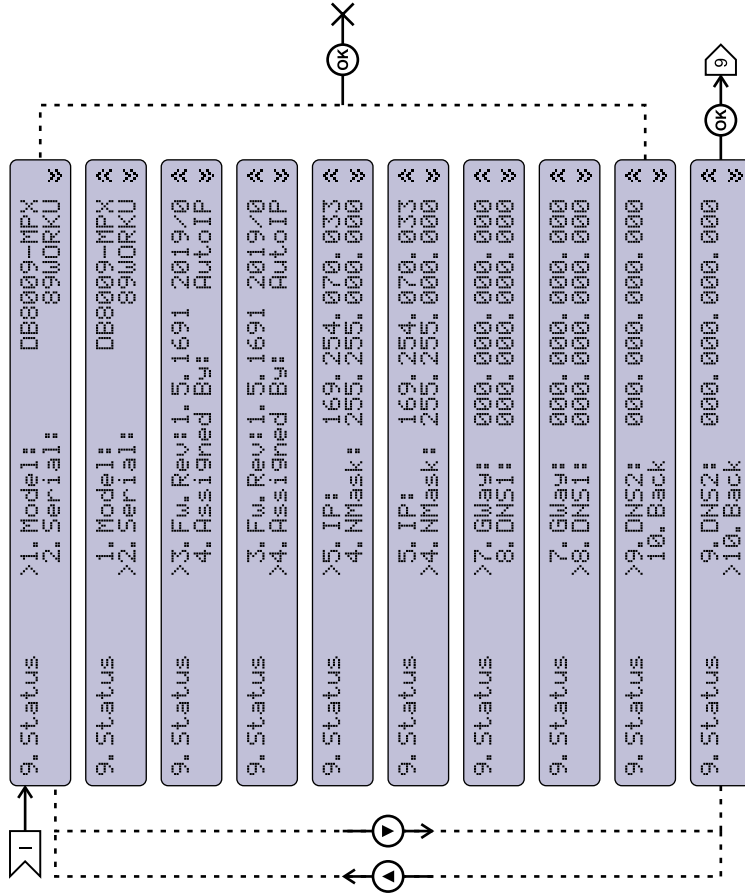 I
9. Status >1. Model: DB8009-MPX
2. Serial: 89WORKU
9. Status 1. Model: DB8009-MPX
>2. Serial: 89WORKU
9. Status >3. Fw.Rev:1.5.1691 2019/0
4. Assigned By: AutoIP
9. Status 3. Fw.Rev:1.5.1691 2019/0
>4. Assigned By: AutoIP
9. Status >5. IP: 169.254.070.033
4. NMask: 255.255.000.000
9. Status 5. IP: 169.254.070.033
>4. NMask: 255.255.000.000
9. Status >7. GWay: 000.000.000.000
8. DNS1: 000.000.000.000
9. Status 7. GWay: 000.000.000.000
>8. DNS1: 000.000.000.000
9. Status >9. DNS2: 000.000.000.000
10. Back
9. Status 9. DNS2: 000.000.000.000
>10. Back
OK
OK
9